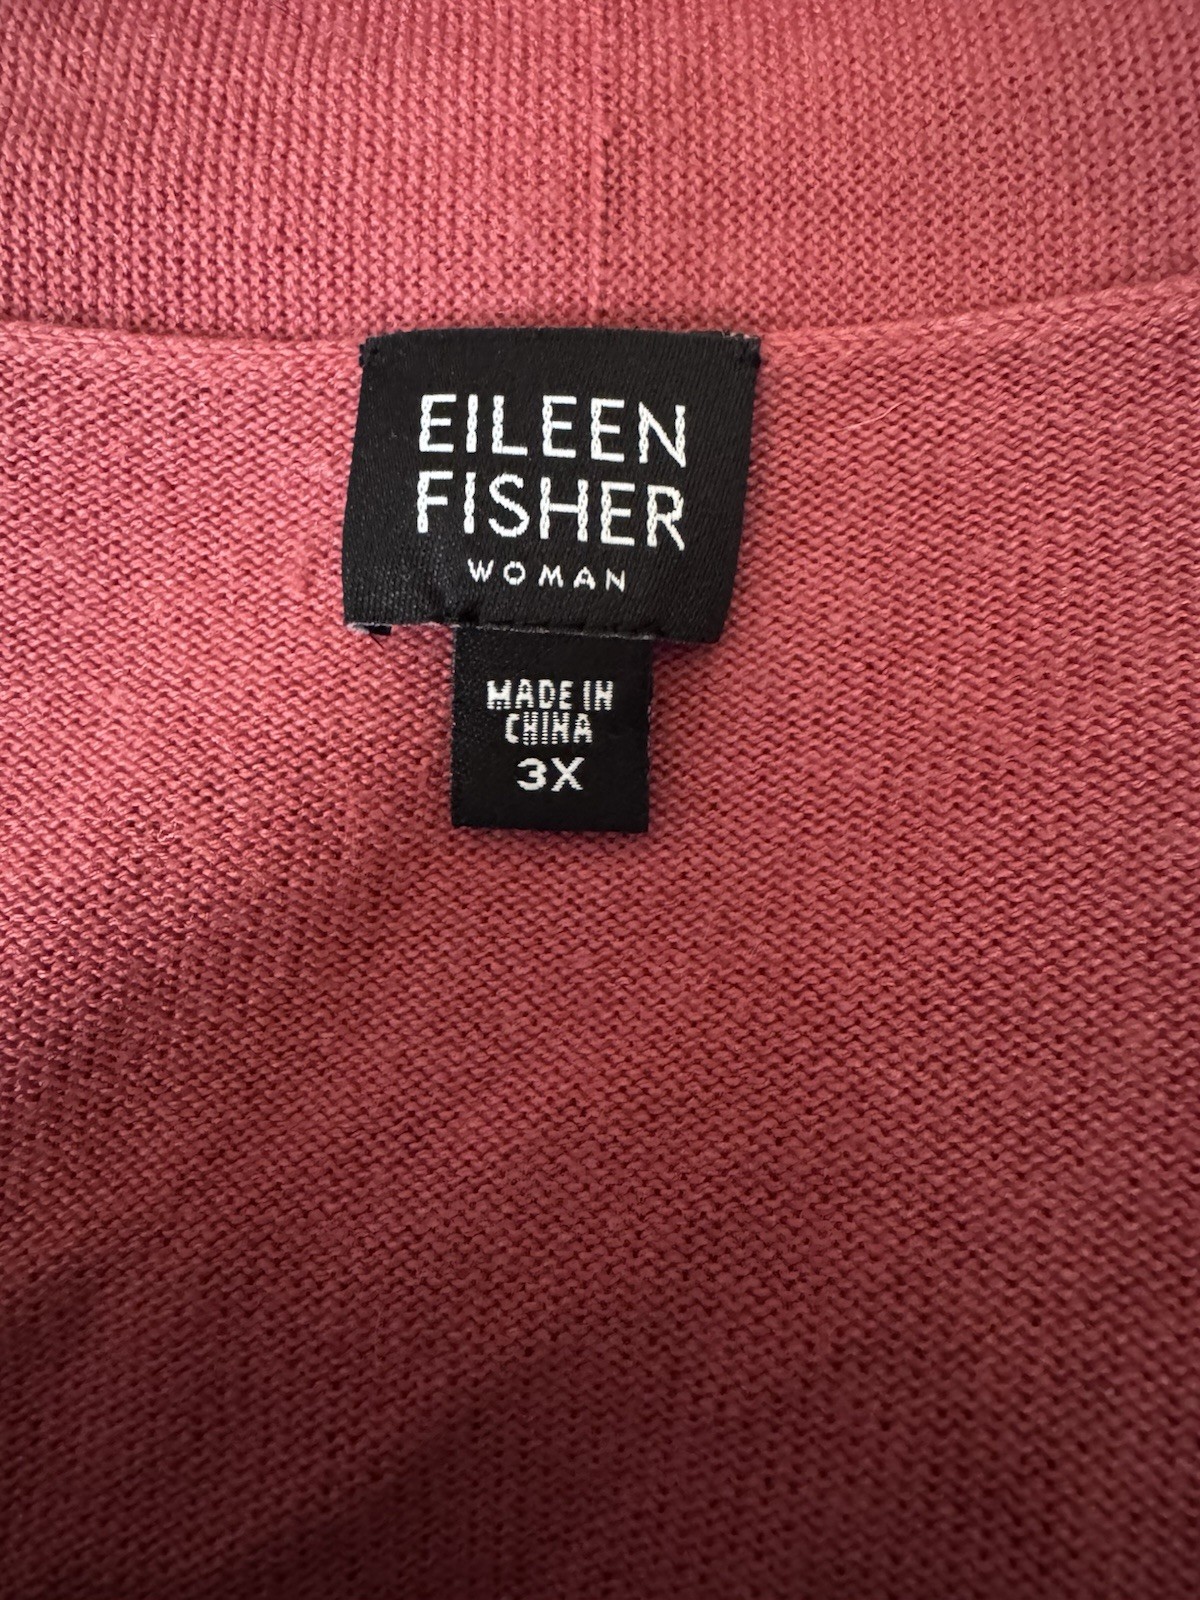 EILEEN
FISHER
WOMAN
MADE IN
CHINA
3X